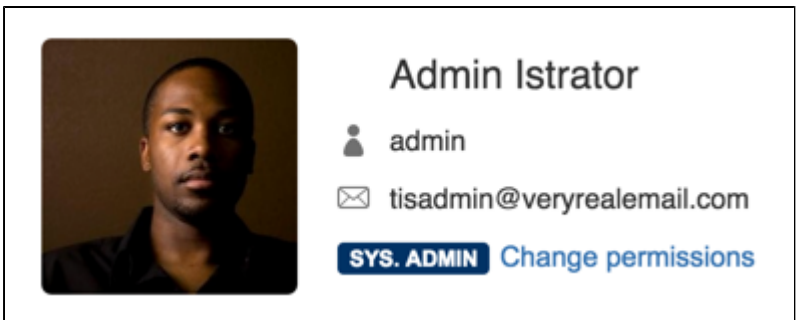 Admin Istrator
admin
tisadmin@veryrealemail.com
SYS. ADMIN Change permissions